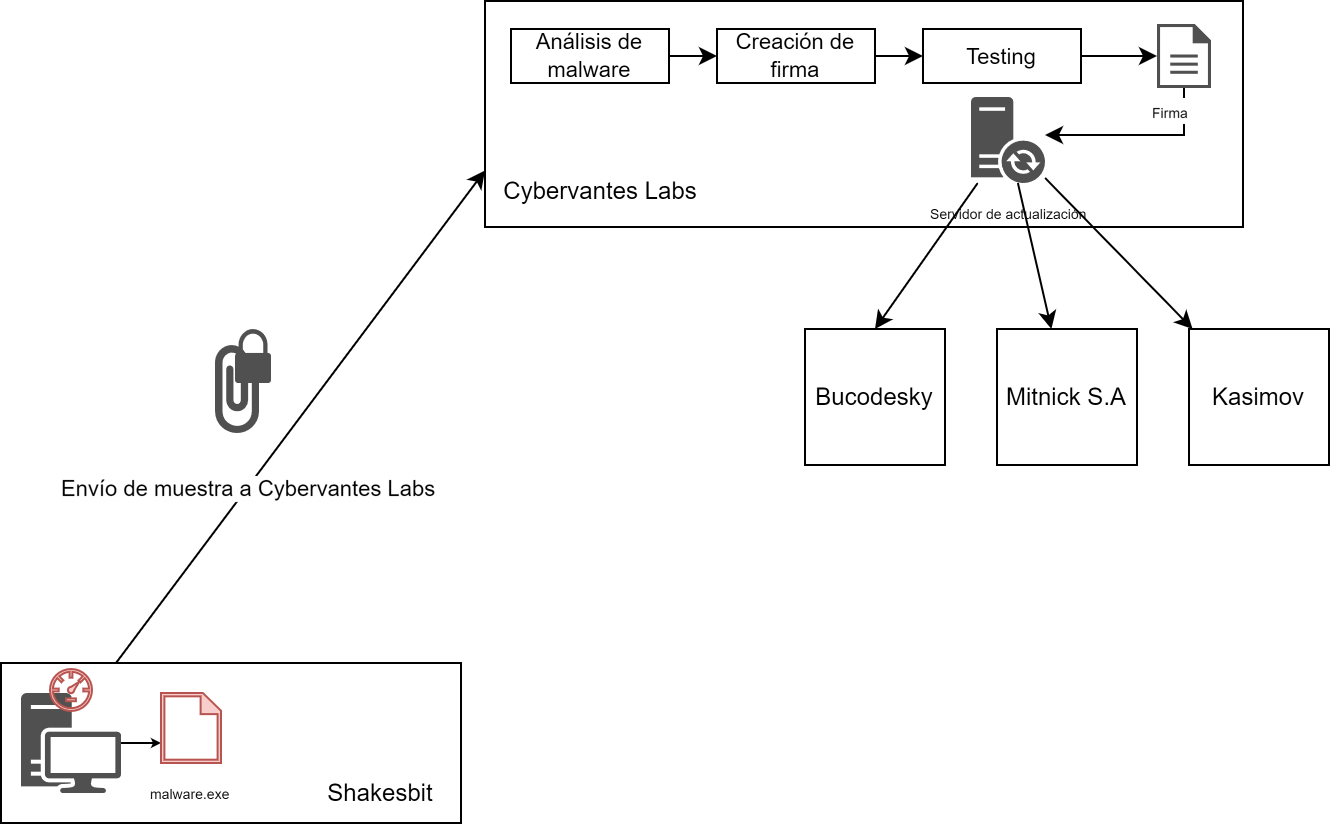 Análisis de
malware
Creación de
firma
Testing
Firma
Cybervantes Labs
Servidor de actualización
Bucodesky
Mitnick S.A
Kasimov
Envío de muestra a Cybervantes Labs
malware.exe
Shakesbit